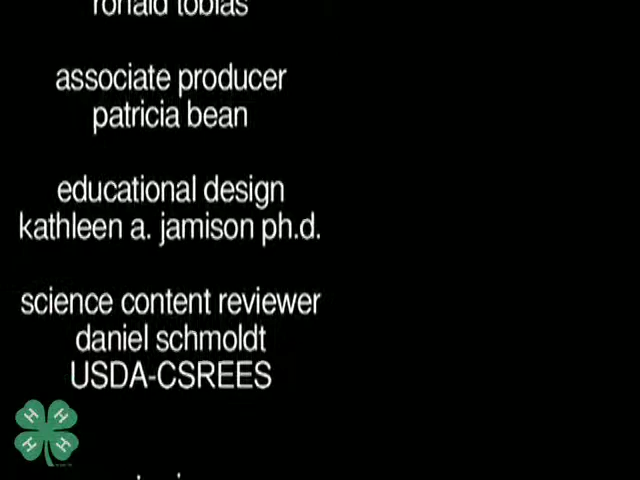 ronald tobias
associate producer
patricia bean
educational design
kathleen a. jamison ph.d.
science content reviewer
daniel schmoldt
USDA-CSREES
H H
H H